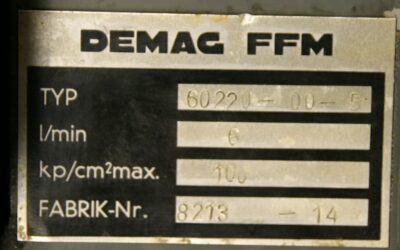 DEMAG FFM
TYP 60220-00-5
l/min 6
kp/cm²max. 100
FABRIK-Nr. 8213 -14